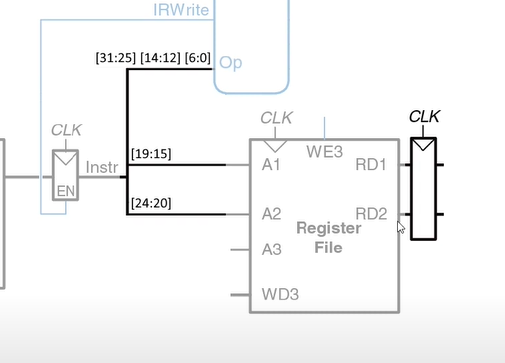 IRWrite
[31:25] [14:12] [6:0]
Op
CLK
CLK
CLK
Instr
[19:15]
A1
WE3
RD1
EN
[24:20]
A2
RD2
Register
File
A3
WD3